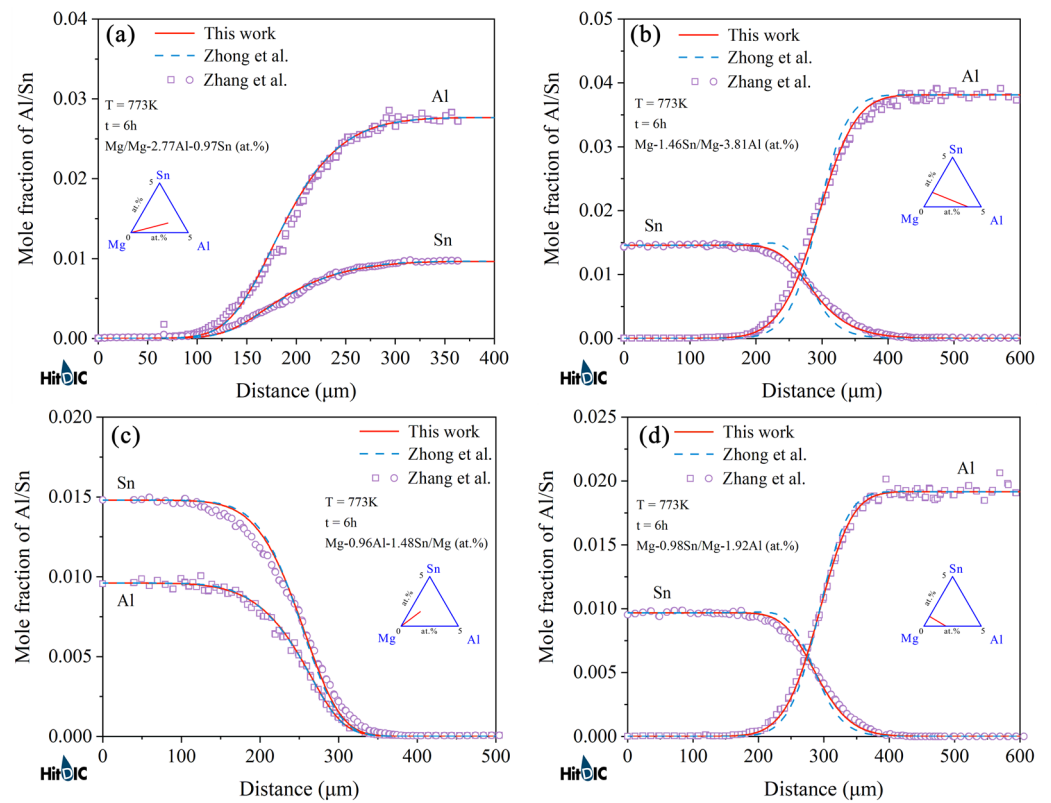 (a)
This work
Zhong et al.
Zhang et al.
T = 773K
t = 6h
Mg/Mg-2.77Al-0.97Sn (at.%)
Al
Sn
Sn
5
at.%
Mg
0
at.%
5
Al
Mole fraction of Al/Sn
0.04
0.03
0.02
0.01
0.00
0
50
100
150
200
250
300
350
400
Distance (μm)
HitDIC
(b)
This work
Zhong et al.
Zhang et al.
T = 773K
t = 6h
Mg-1.46Sn/Mg-3.81Al (at.%)
Al
Sn
Sn
5
at.%
Mg
0
at.%
5
Al
Mole fraction of Al/Sn
0.05
0.04
0.03
0.02
0.01
0.00
0
100
200
300
400
500
600
Distance (μm)
HitDIC
(c)
This work
Zhong et al.
Zhang et al.
T = 773K
t = 6h
Mg-0.96Al-1.48Sn/Mg (at.%)
Sn
Al
Sn
5
at.%
Mg
0
at.%
5
Al
Mole fraction of Al/Sn
0.020
0.015
0.010
0.005
0.000
0
100
200
300
400
500
Distance (μm)
HitDIC
(d)
This work
Zhong et al.
Zhang et al.
T = 773K
t = 6h
Mg-0.98Sn/Mg-1.92Al (at.%)
Al
Sn
Sn
5
at.%
Mg
0
at.%
5
Al
Mole fraction of Al/Sn
0.025
0.020
0.015
0.010
0.005
0.000
0
100
200
300
400
500
600
Distance (μm)
HitDIC